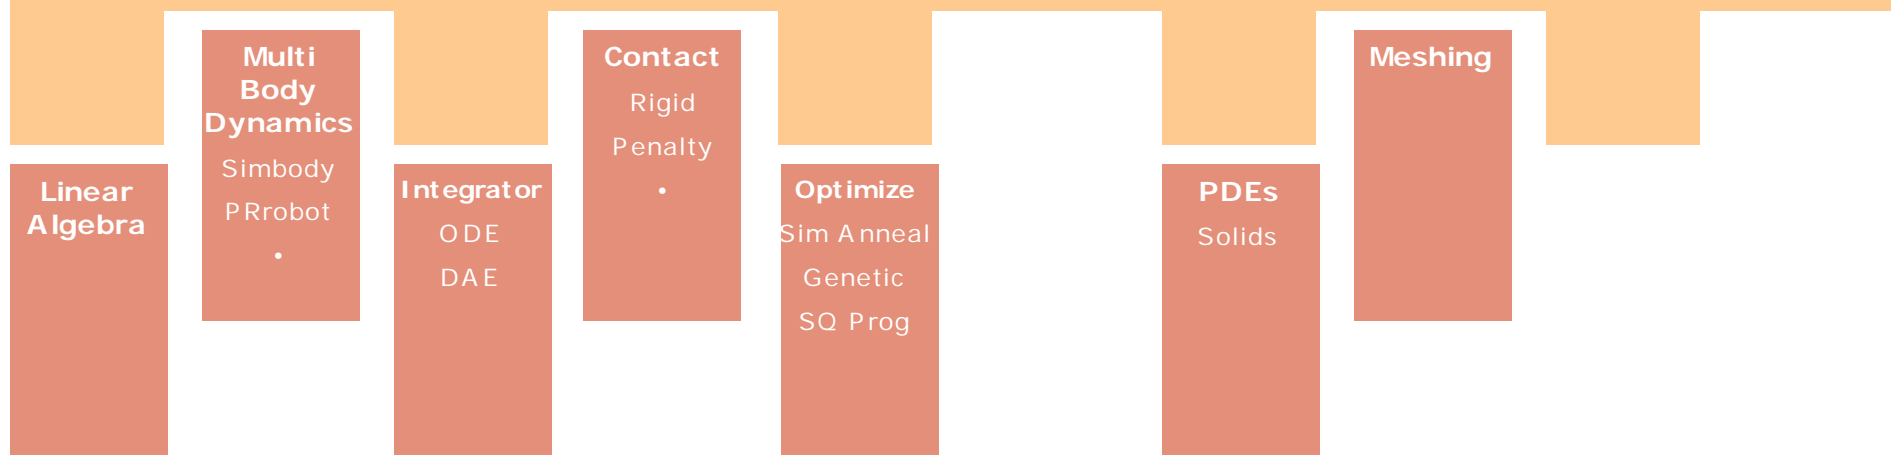 Multi
Body
Dynamics
Simbody
PRrobot
•
Contact
Rigid
Penalty
•
Meshing
Linear
Algebra
Integrator
ODE
DAE
Optimize
Sim Anneal
Genetic
SQ Prog
PDEs
Solids